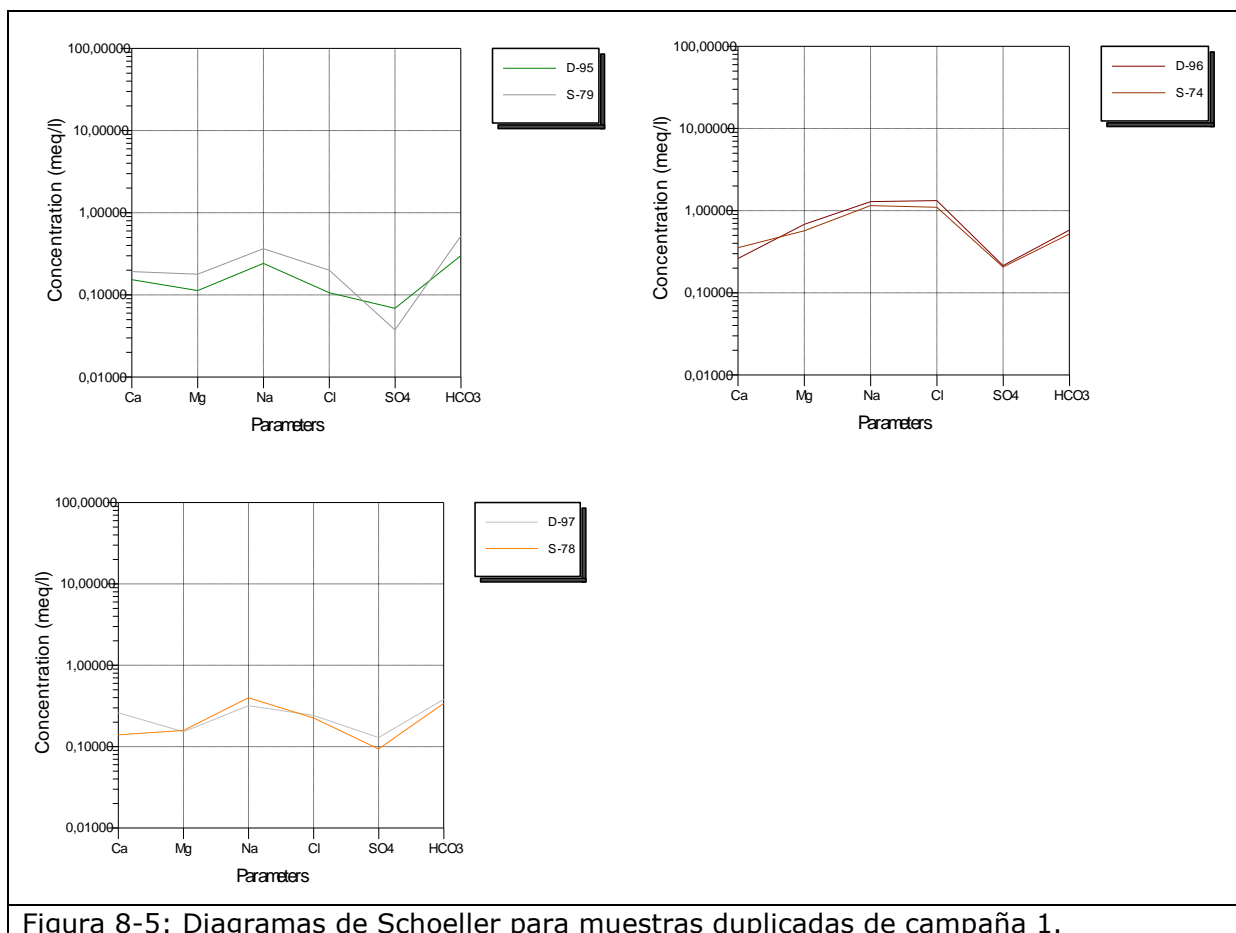 100,00000
10,00000
1,00000
0,10000
0,01000
Concentration (meq/l)
Ca Mg Na Cl SO4 HCO3
Parameters
D-95
S-79
100,00000
10,00000
1,00000
0,10000
0,01000
Concentration (meq/l)
Ca Mg Na Cl SO4 HCO3
Parameters
D-96
S-74
100,00000
10,00000
1,00000
0,10000
0,01000
Concentration (meq/l)
Ca Mg Na Cl SO4 HCO3
Parameters
D-97
S-78
Figura 8-5: Diagramas de Schoeller para muestras duplicadas de campaña 1.